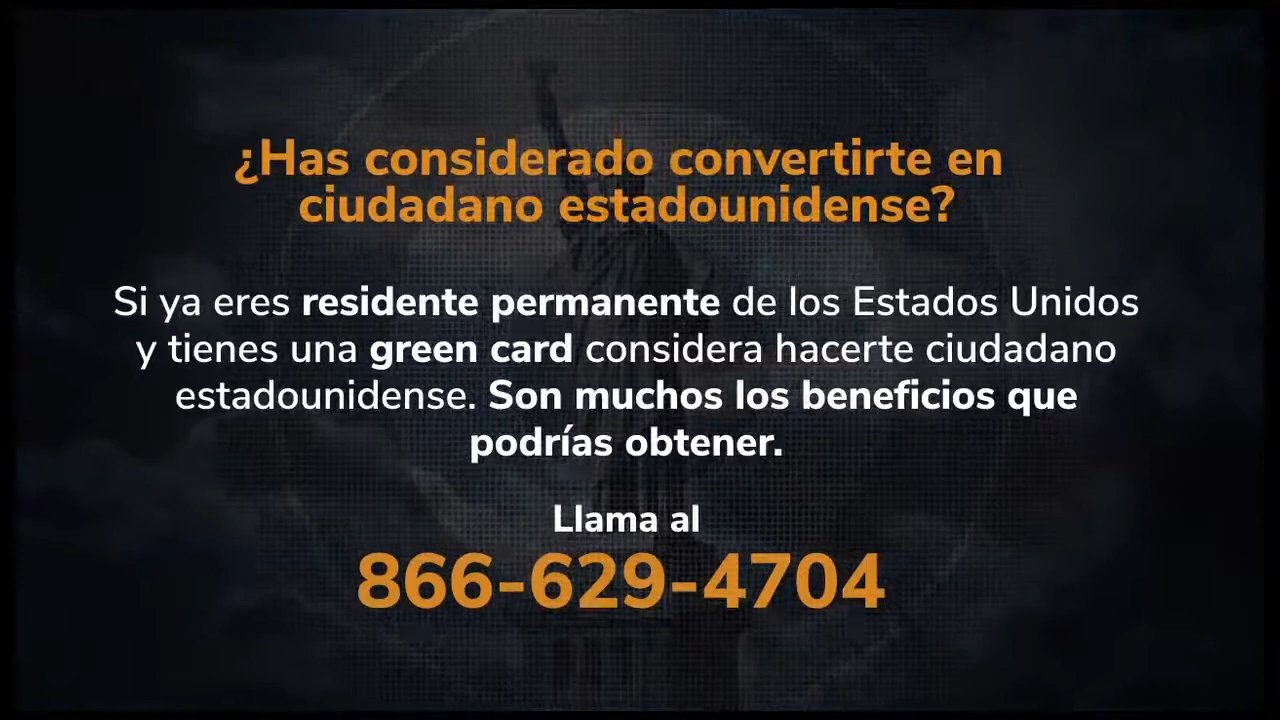 ¿Has considerado convertirte en
ciudadano estadounidense?
Si ya eres residente permanente de los Estados Unidos
y tienes una green card considera hacerte ciudadano
estadounidense. Son muchos los beneficios que
podrías obtener.
Llama al
866-629-4704